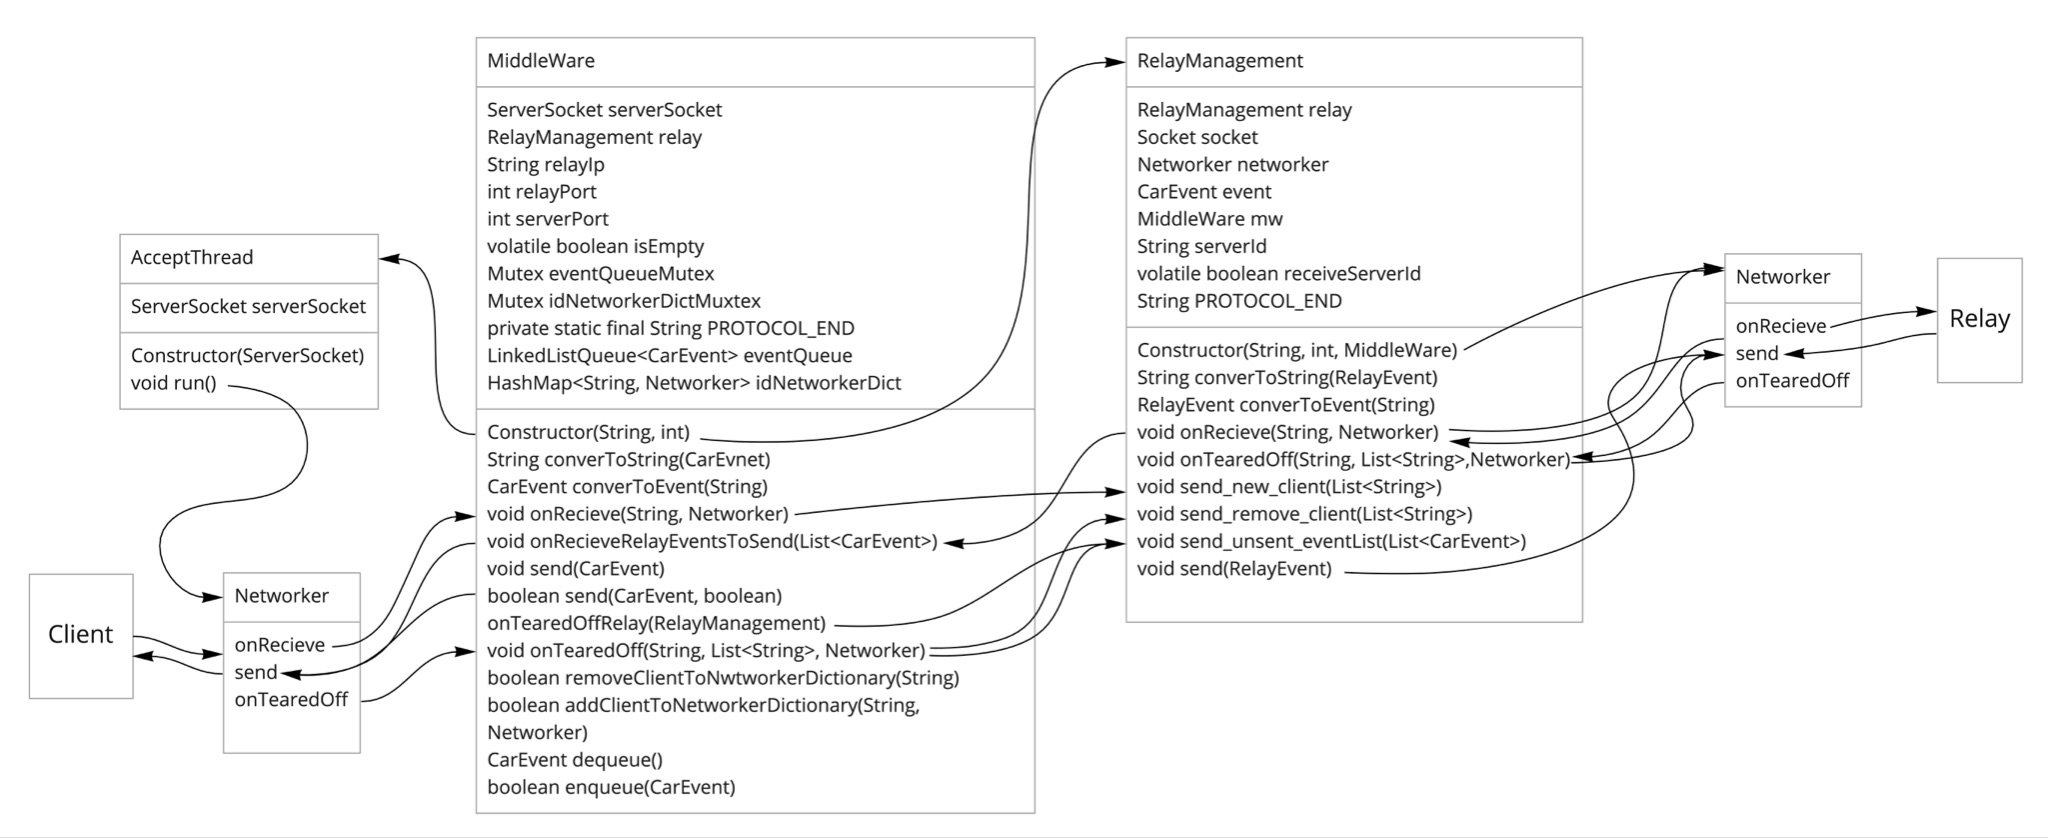 MiddleWare
ServerSocket serverSocket
RelayManagement relay
String relayIp
int relayPort
int serverPort
volatile boolean isEmpty
Mutex eventQueueMutex
Mutex idNetworkerDictMuxtex
private static final String PROTOCOL_END
LinkedListQueue<CarEvent> eventQueue
HashMap<String, Networker> idNetworkerDict
Constructor(String, int)
String converToString(CarEvnet)
CarEvent converToEvent(String)
void onRecieve(String, Networker)
void onRecieveRelayEventsToSend(List<CarEvent>)
void send(CarEvent)
boolean send(CarEvent, boolean)
onTearedOffRelay(RelayManagement)
void onTearedOff(String, List<String>, Networker)
boolean removeClientToNwtworkerDictionary(String)
boolean addClientToNetworkerDictionary(String,
Networker)
CarEvent dequeue()
boolean enqueue(CarEvent)
RelayManagement
RelayManagement relay
Socket socket
Networker networker
CarEvent event
MiddleWare mw
String serverId
volatile boolean receiveServerId
String PROTOCOL_END
Constructor(String, int, MiddleWare)
String converToString(RelayEvent)
RelayEvent converToEvent(String)
void onRecieve(String, Networker)
void onTearedOff(String, List<String>,Networker)
void send_new_client(List<String>)
void send_remove_client(List<String>)
void send_unsent_eventList(List<CarEvent>)
void send(RelayEvent)
AcceptThread
ServerSocket serverSocket
Constructor(ServerSocket)
void run()
Client
Networker
onRecieve
send
onTearedOff
Networker
onRecieve
send
onTearedOff
Relay